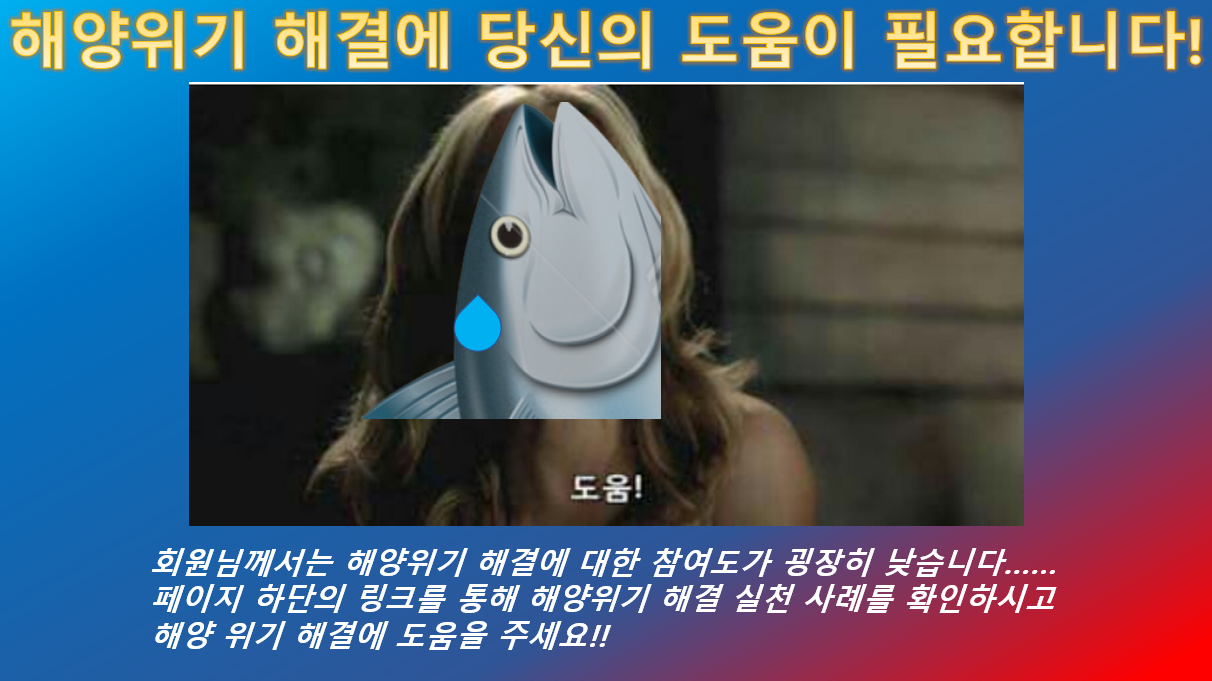 해양위기 해결에 당신의 도움이 필요합니다!
도움!
회원님께서는 해양위기 해결에 대한 참여도가 굉장히 낮습니다......
페이지 하단의 링크를 통해 해양위기 해결 실천 사례를 확인하시고
해양 위기 해결에 도움을 주세요!!